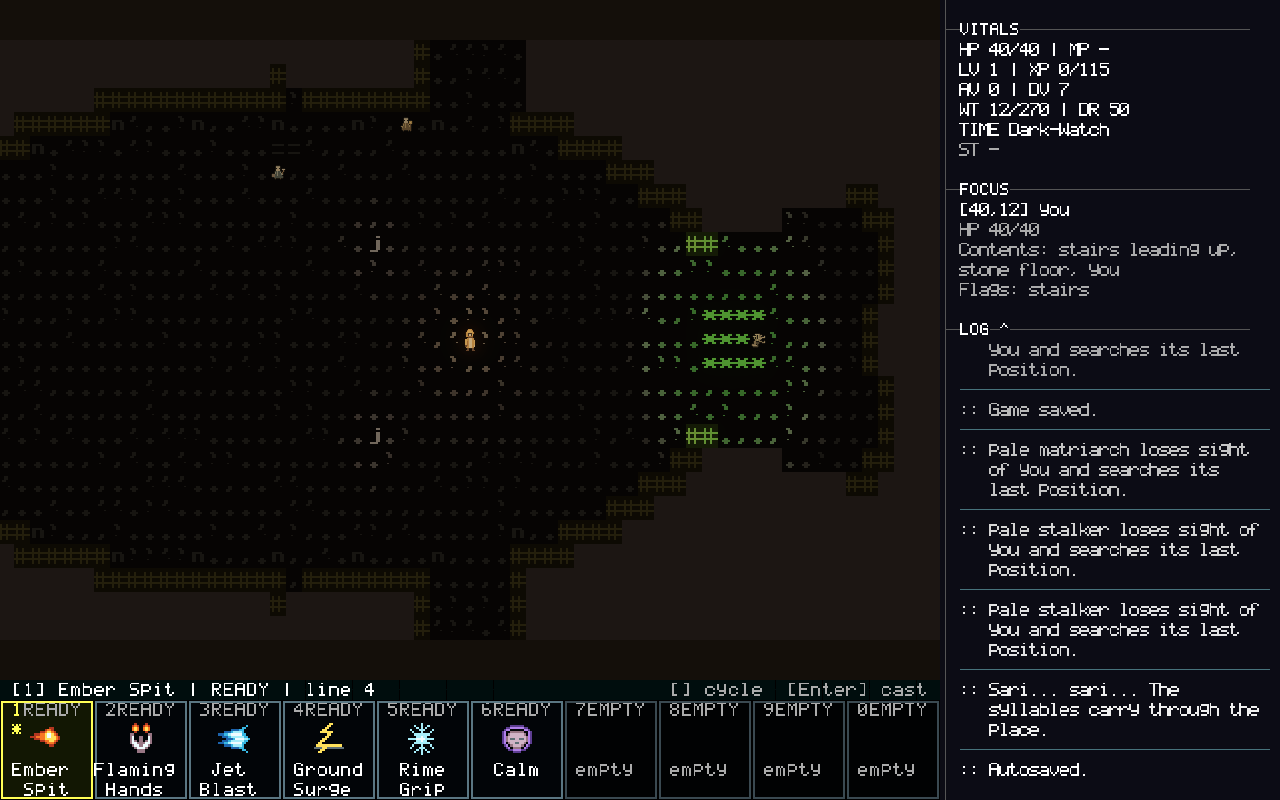 VITALS
HP 40/40 | MP -
LV 1 | XP 0/115
AV 0 | DV 7
WT 12/270 | DR 50
TIME Dark-Watch
ST -
FOCUS
[40,12] You
HP 40/40
Contents: stairs leading up,
stone floor, You
Flags: stairs
LOG ^
You and searches its last
Position.
:: Game saved.
:: Pale matriarch loses sight
of You and searches its
last Position.
:: Pale stalker loses sight of
You and searches its last
Position.
:: Pale stalker loses sight of
You and searches its last
Position.
:: Sari... sari... The
syllables carry through the
Place.
:: Autosaved.
j
j
[1] Ember Spit | READY | line 4
[] cycle [Enter] cast
1READY 2READY 3READY 4READY 5READY 6READY 7EMPTY 8EMPTY 9EMPTY 0EMPTY
*
Ember Flaming Jet Ground Rime Calm empty empty empty empty
Spit Hands Blast Surge Grip